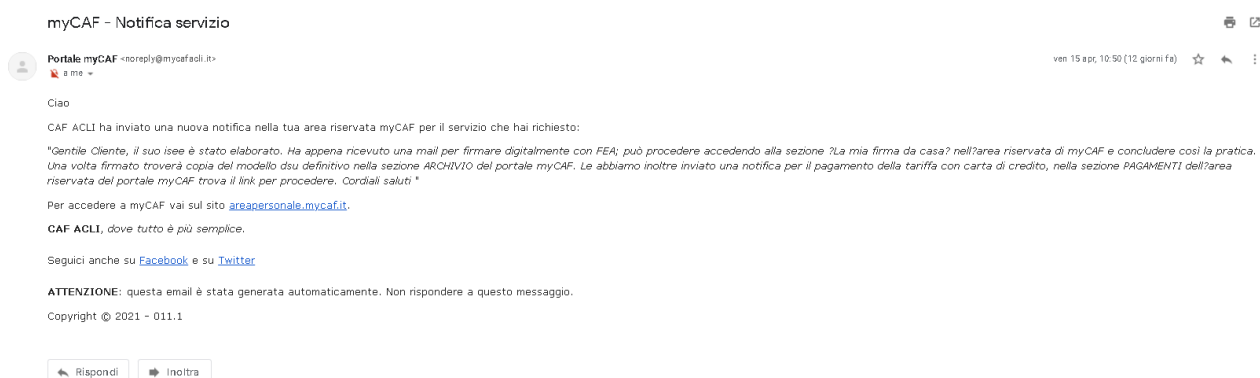 myCAF - Notifica servizio
Portale myCAF <noreply@mycafacli.it>
ven 15 apr, 10:50 (12 giorni fa)
a me
Ciao
CAF ACLI ha inviato una nuova notifica nella tua area riservata myCAF per il servizio che hai richiesto:
"Gentile Cliente, il suo isee è stato elaborato. Ha appena ricevuto una mail per firmare digitalmente con FEA; può procedere accedendo alla sezione ?La mia firma da casa? nell?area riservata di myCAF e concludere così la pratica.
Una volta firmato troverà copia del modello dsu definitivo nella sezione ARCHIVIO del portale myCAF. Le abbiamo inoltre inviato una notifica per il pagamento della tariffa con carta di credito, nella sezione PAGAMENTI dell?area
riservata del portale myCAF trova il link per procedere. Cordiali saluti "
Per accedere a myCAF vai sul sito areapersonale.mycaf.it.
CAF ACLI, dove tutto è più semplice.
Seguici anche su Facebook e su Twitter
ATTENZIONE: questa email è stata generata automaticamente. Non rispondere a questo messaggio.
Copyright © 2021 - 011.1
Rispondi
Inoltra